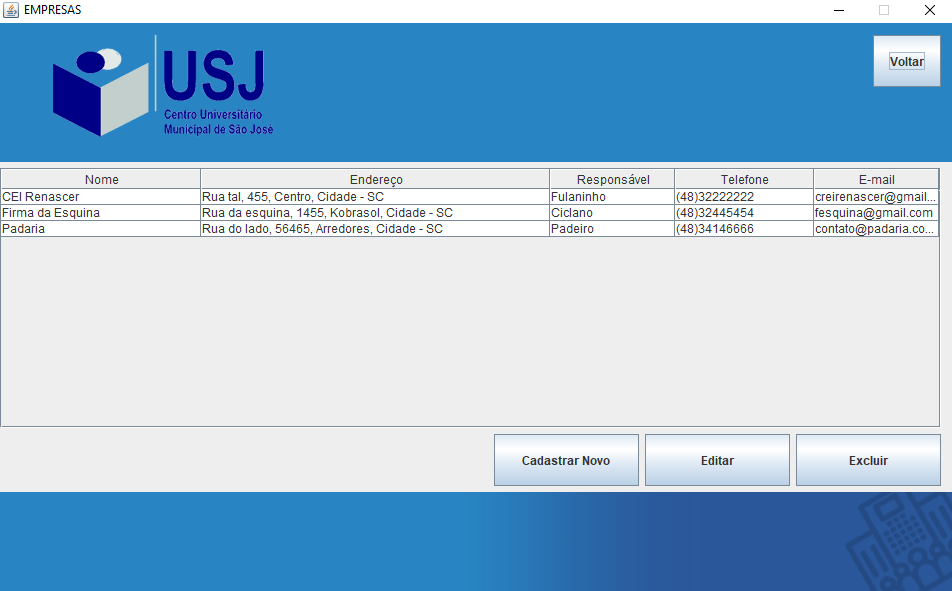 EMPRESAS
USJ
Centro Universitário
Municipal de São José
Voltar
Nome Endereço Responsável Telefone E-mail
CEI Renascer Rua tal, 455, Centro, Cidade - SC Fulaninho (48)32222222 creirenascer@gmail...
Firma da Esquina Rua da esquina, 1455, Kobrasol, Cidade - SC Ciclano (48)32445454 fesquina@gmail.com
Padaria Rua do lado, 56465, Arredores, Cidade - SC Padeiro (48)34146666 contato@padaria.co...
Cadastrar Novo Editar Excluir